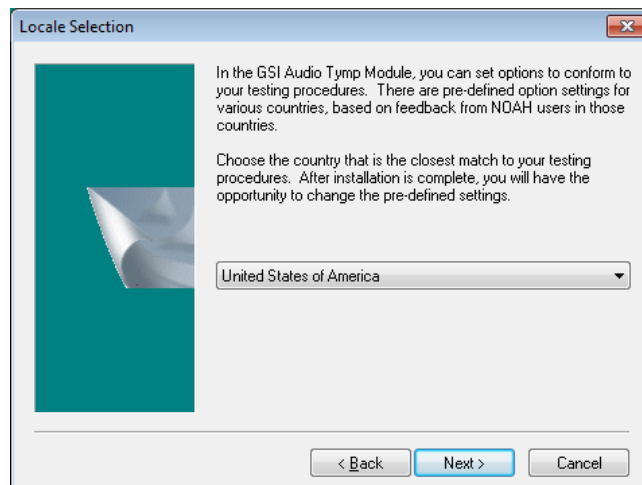 Locale Selection
In the GSI Audio Tymp Module, you can set options to conform to
your testing procedures. There are pre-defined option settings for
various countries, based on feedback from NOAH users in those
countries.
Choose the country that is the closest match to your testing
procedures. After installation is complete, you will have the
opportunity to change the pre-defined settings.
United States of America
< Back
Next >
Cancel